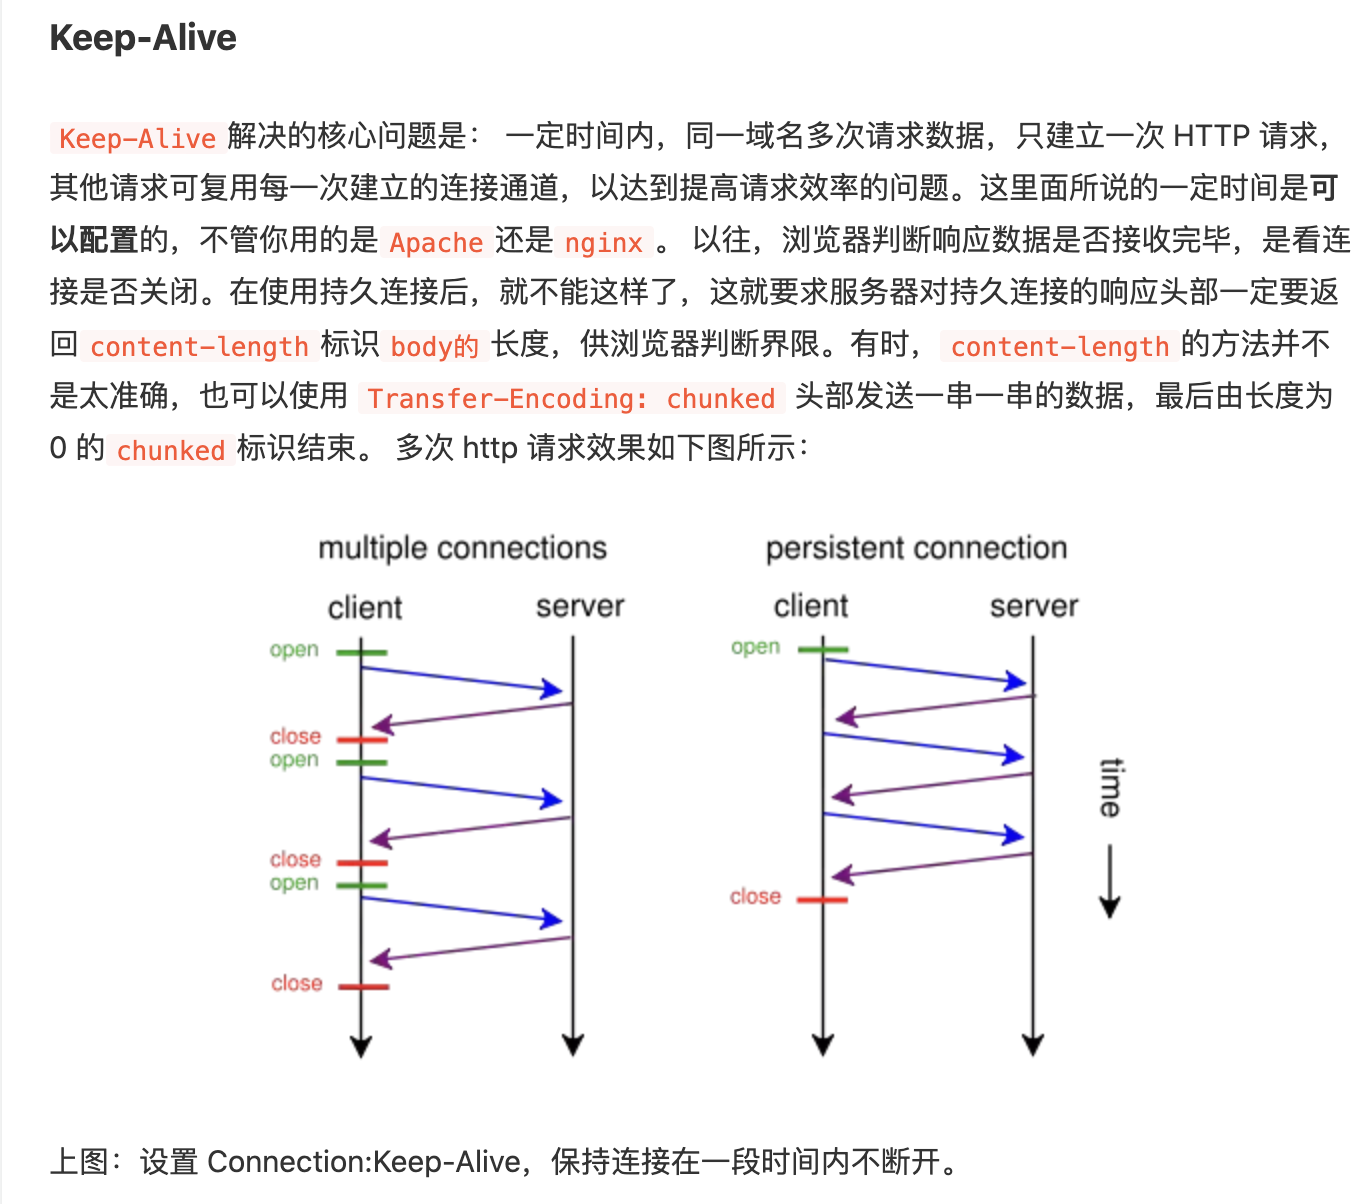 Keep-Alive
Keep-Alive 解决的核心问题是： 一定时间内，同一域名多次请求数据，只建立一次 HTTP 请求，
其他请求可复用每一次建立的连接通道，以达到提高请求效率的问题。这里面所说的一定时间是可
以配置的，不管你用的是 Apache 还是 nginx 。 以往，浏览器判断响应数据是否接收完毕，是看连
接是否关闭。在使用持久连接后，就不能这样了，这就要求服务器对持久连接的响应头部一定要返
回 content-length 标识 body的 长度，供浏览器判断界限。有时， content-length 的方法并不
是太准确，也可以使用 Transfer-Encoding: chunked 头部发送一串一串的数据，最后由长度为
0 的 chunked 标识结束。 多次 http 请求效果如下图所示：
multiple connections
client server
open
close
open
close
open
close
persistent connection
client server
open
close
time
上图：设置 Connection:Keep-Alive，保持连接在一段时间内不断开。